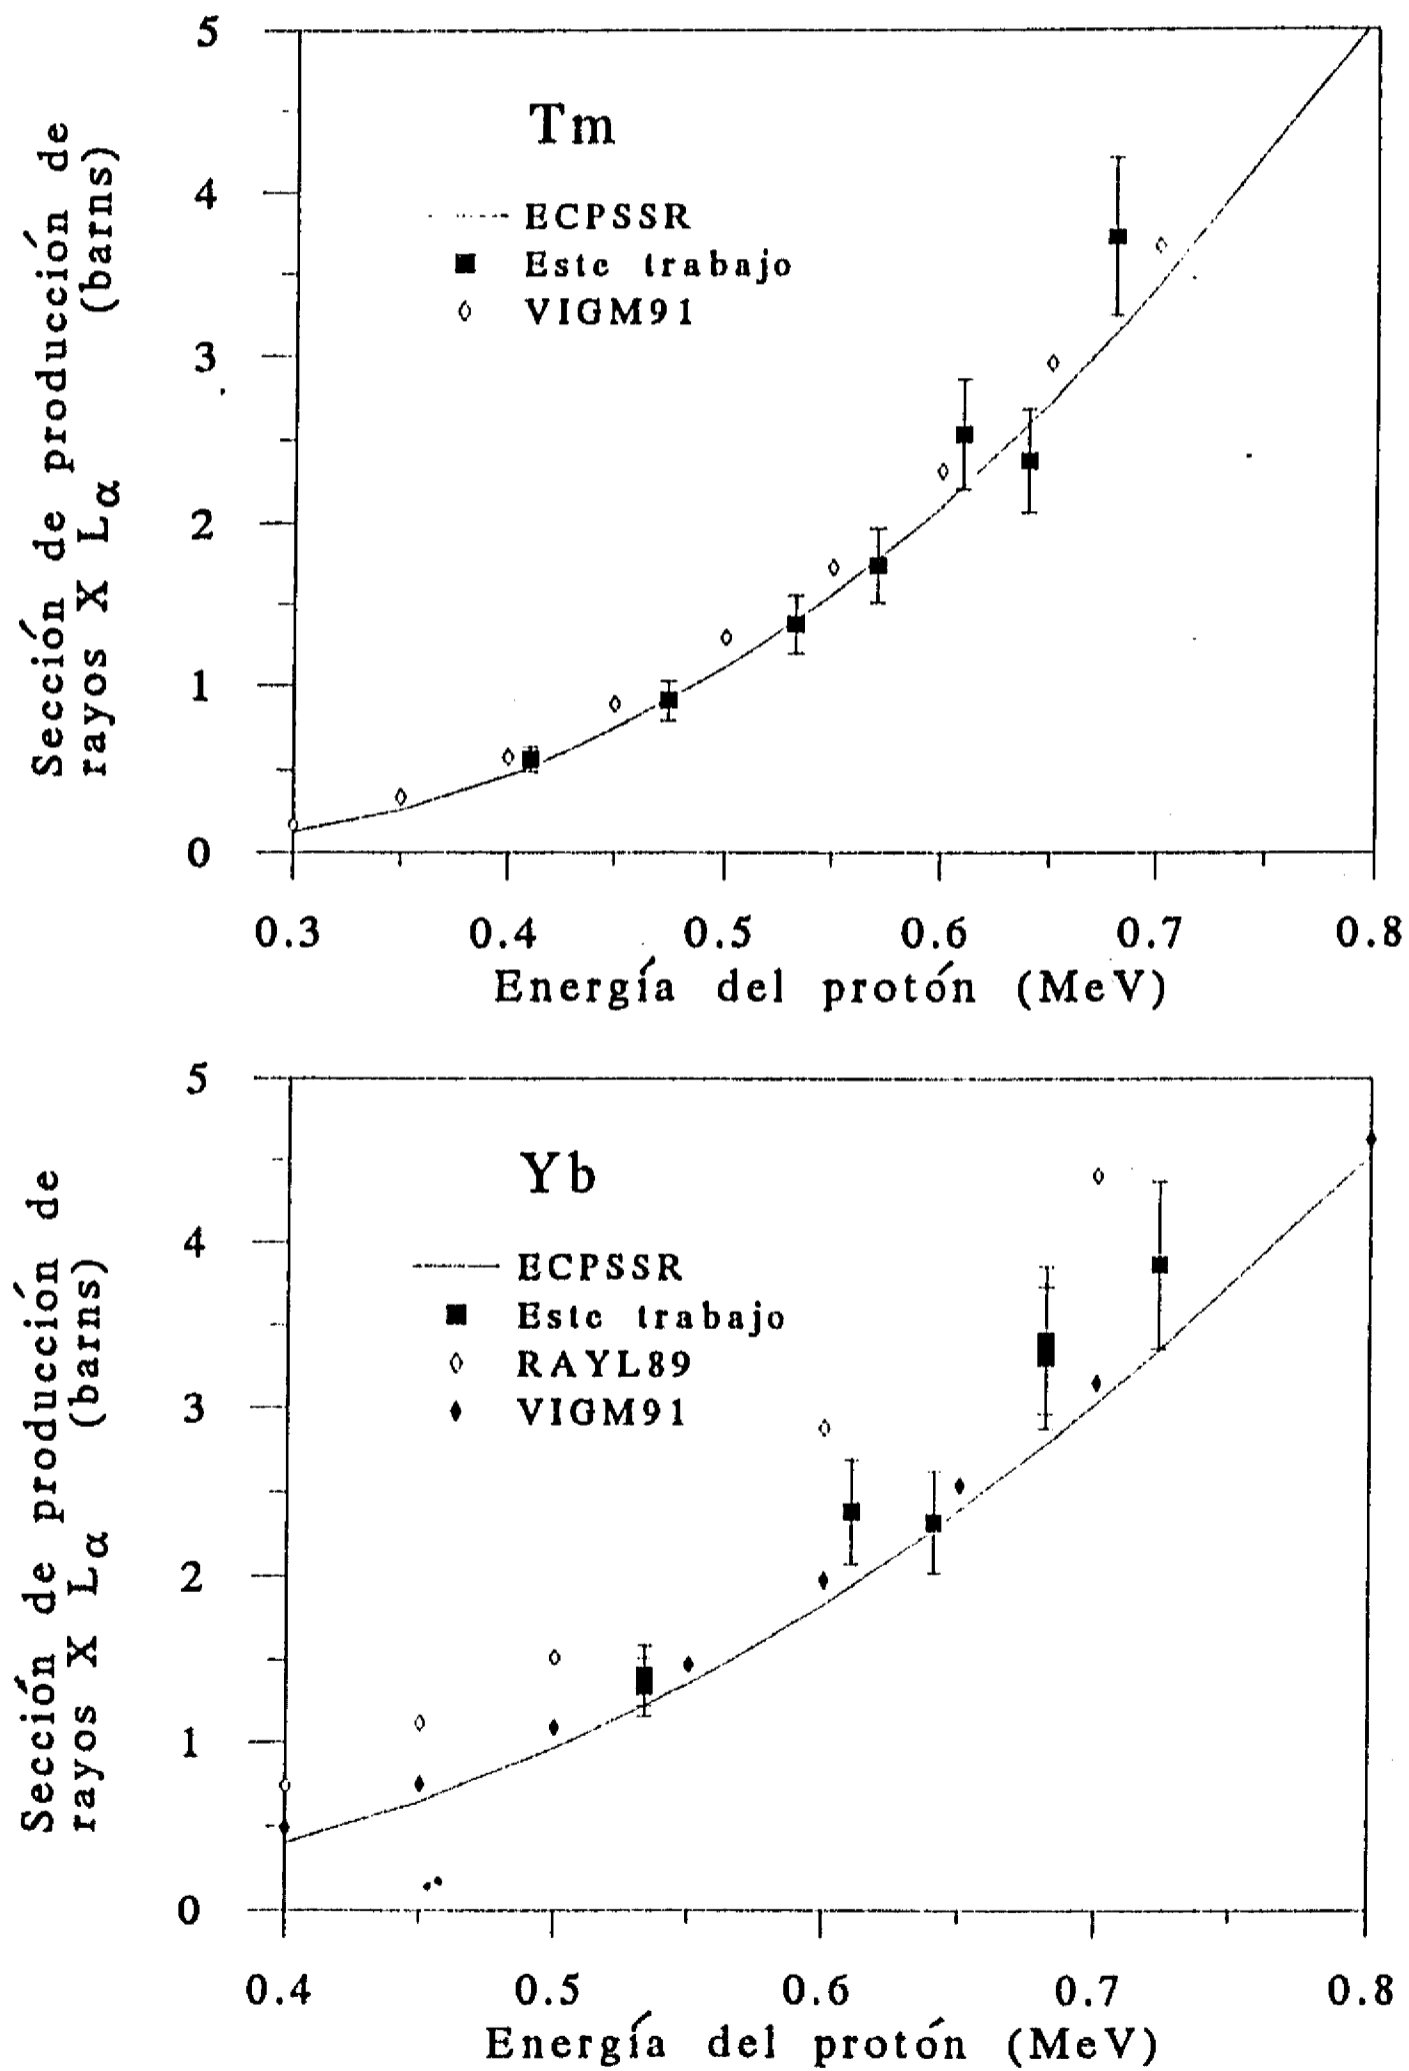 Sección de producción de
rayos X Lα (barns)
5
4
3
2
1
0
Tm
ECPSSR
Este trabajo
VIGM91
0.3 0.4 0.5 0.6 0.7 0.8
Energía del protón (MeV)
Sección de producción de
rayos X Lα (barns)
5
4
3
2
1
0
Yb
ECPSSR
Este trabajo
RAYL89
VIGM91
0.4 0.5 0.6 0.7 0.8
Energía del protón (MeV)